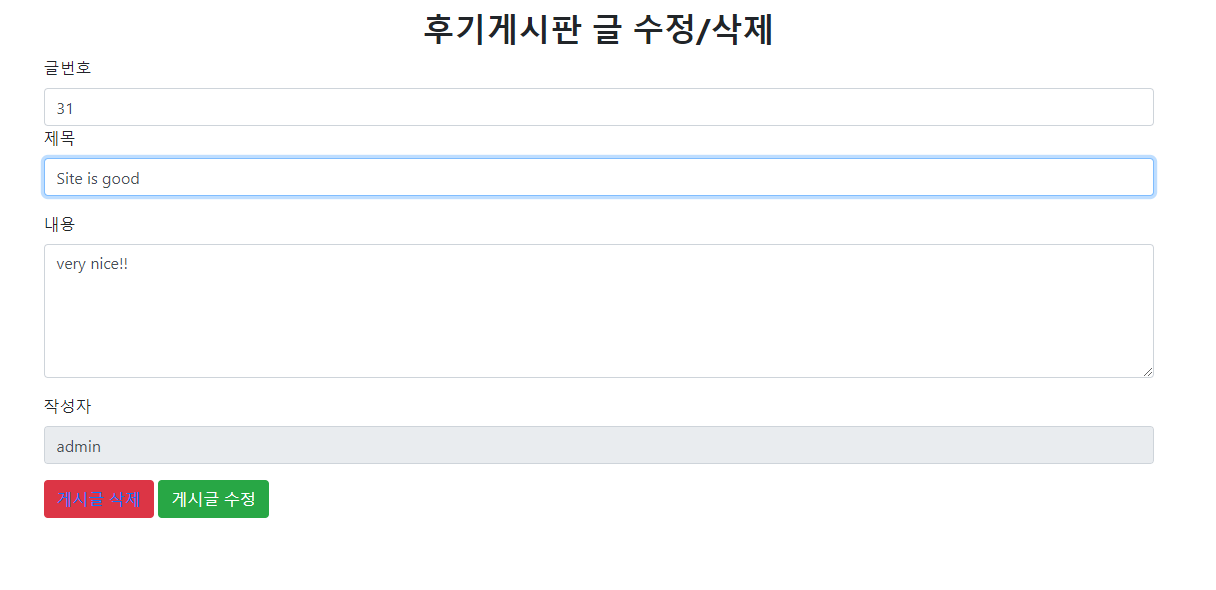 후기게시판 글 수정/삭제
글번호
31
제목
Site is good
내용
very nice!!
작성자
admin
게시글 삭제 게시글 수정